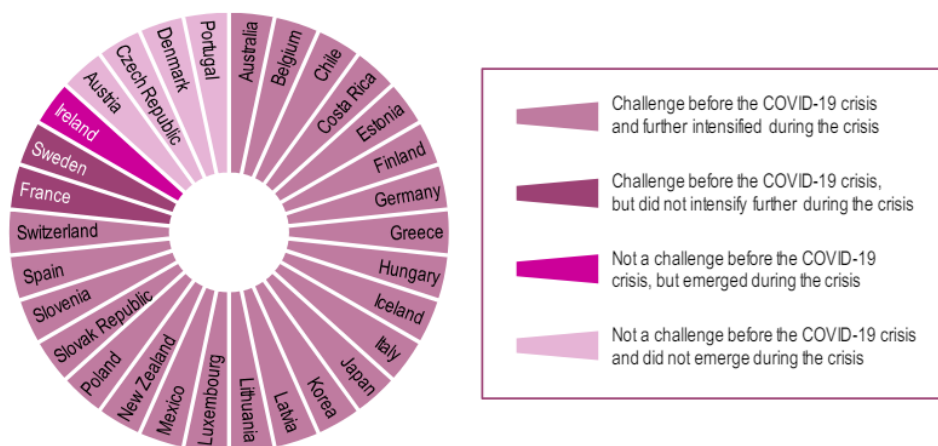 Australia
Belgium
Chile
Costa Rica
Estonia
Finland
Germany
Greece
Hungary
Iceland
Italy
Japan
Korea
Latvia
Lithuania
Luxembourg
Mexico
New Zealand
Poland
Slovak Republic
Slovenia
Spain
Switzerland
France
Sweden
Ireland
Austria
Czech Republic
Denmark
Portugal
Challenge before the COVID-19 crisis
and further intensified during the crisis
Challenge before the COVID-19 crisis,
but did not intensify further during the crisis
Not a challenge before the COVID-19
crisis, but emerged during the crisis
Not a challenge before the COVID-19 crisis
and did not emerge during the crisis